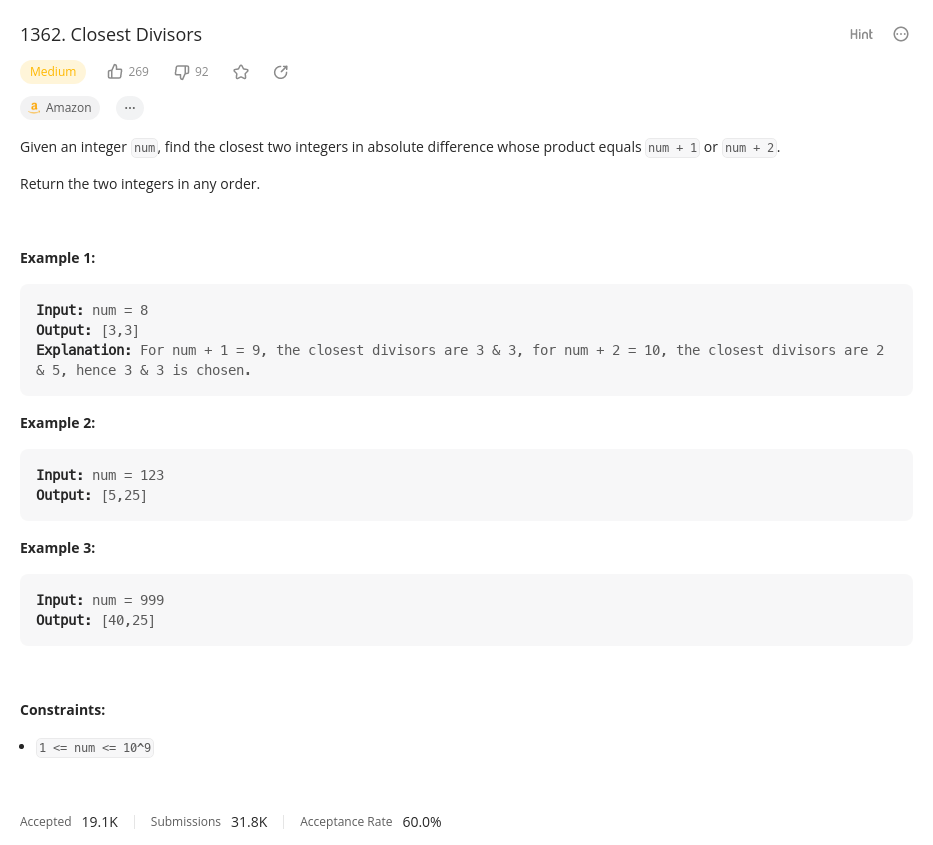 1362. Closest Divisors
Hint
Medium 269 92
a Amazon ...
Given an integer num, find the closest two integers in absolute difference whose product equals num + 1 or num + 2.
Return the two integers in any order.
Example 1:
Input: num = 8
Output: [3,3]
Explanation: For num + 1 = 9, the closest divisors are 3 & 3, for num + 2 = 10, the closest divisors are 2
& 5, hence 3 & 3 is chosen.
Example 2:
Input: num = 123
Output: [5,25]
Example 3:
Input: num = 999
Output: [40,25]
Constraints:
• 1 <= num <= 10^9
Accepted 19.1K Submissions 31.8K Acceptance Rate 60.0%